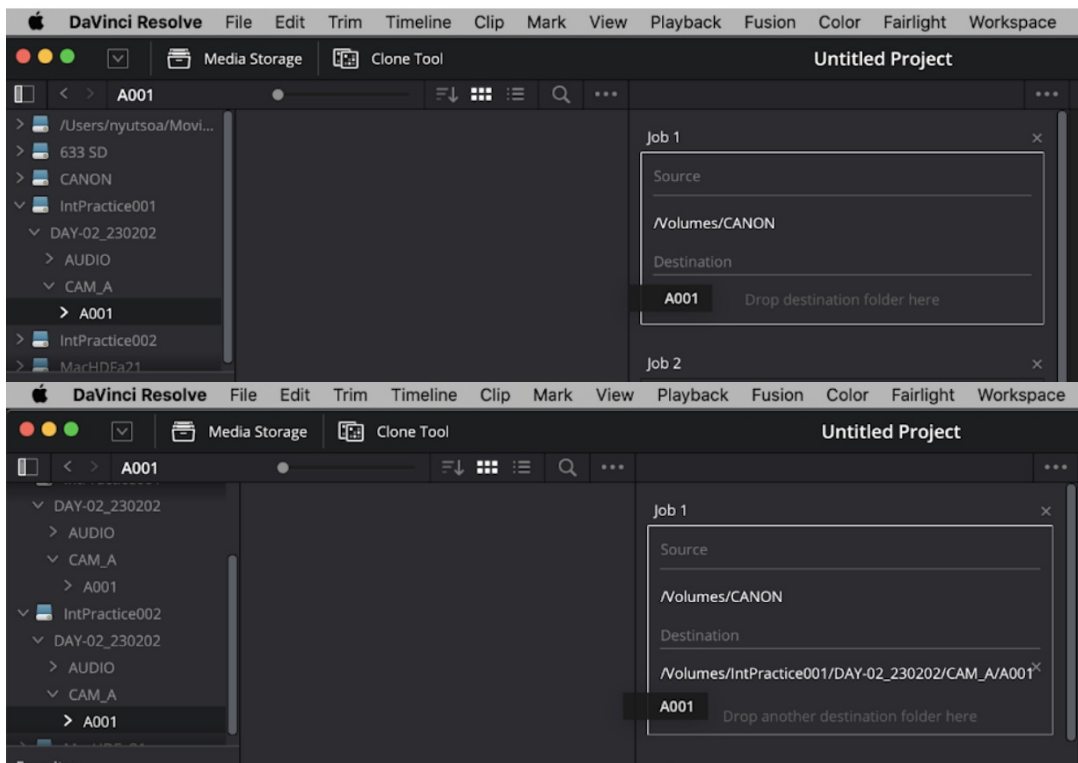 DaVinci Resolve File Edit Trim Timeline Clip Mark View Playback Fusion Color Fairlight Workspace
Media Storage Clone Tool Untitled Project
A001
/Users/nyutsoa/Movi...
633 SD
CANON
IntPractice001
DAY-02_230202
AUDIO
CAM_A
A001
IntPractice002
MacHDFa21
Job 1
Source
/Volumes/CANON
Destination
A001 Drop destination folder here
Job 2
DaVinci Resolve File Edit Trim Timeline Clip Mark View Playback Fusion Color Fairlight Workspace
Media Storage Clone Tool Untitled Project
A001
DAY-02_230202
AUDIO
CAM_A
A001
IntPractice002
DAY-02_230202
AUDIO
CAM_A
A001
Job 1
Source
/Volumes/CANON
Destination
/Volumes/IntPractice001/DAY-02_230202/CAM_A/A001
A001 Drop another destination folder here